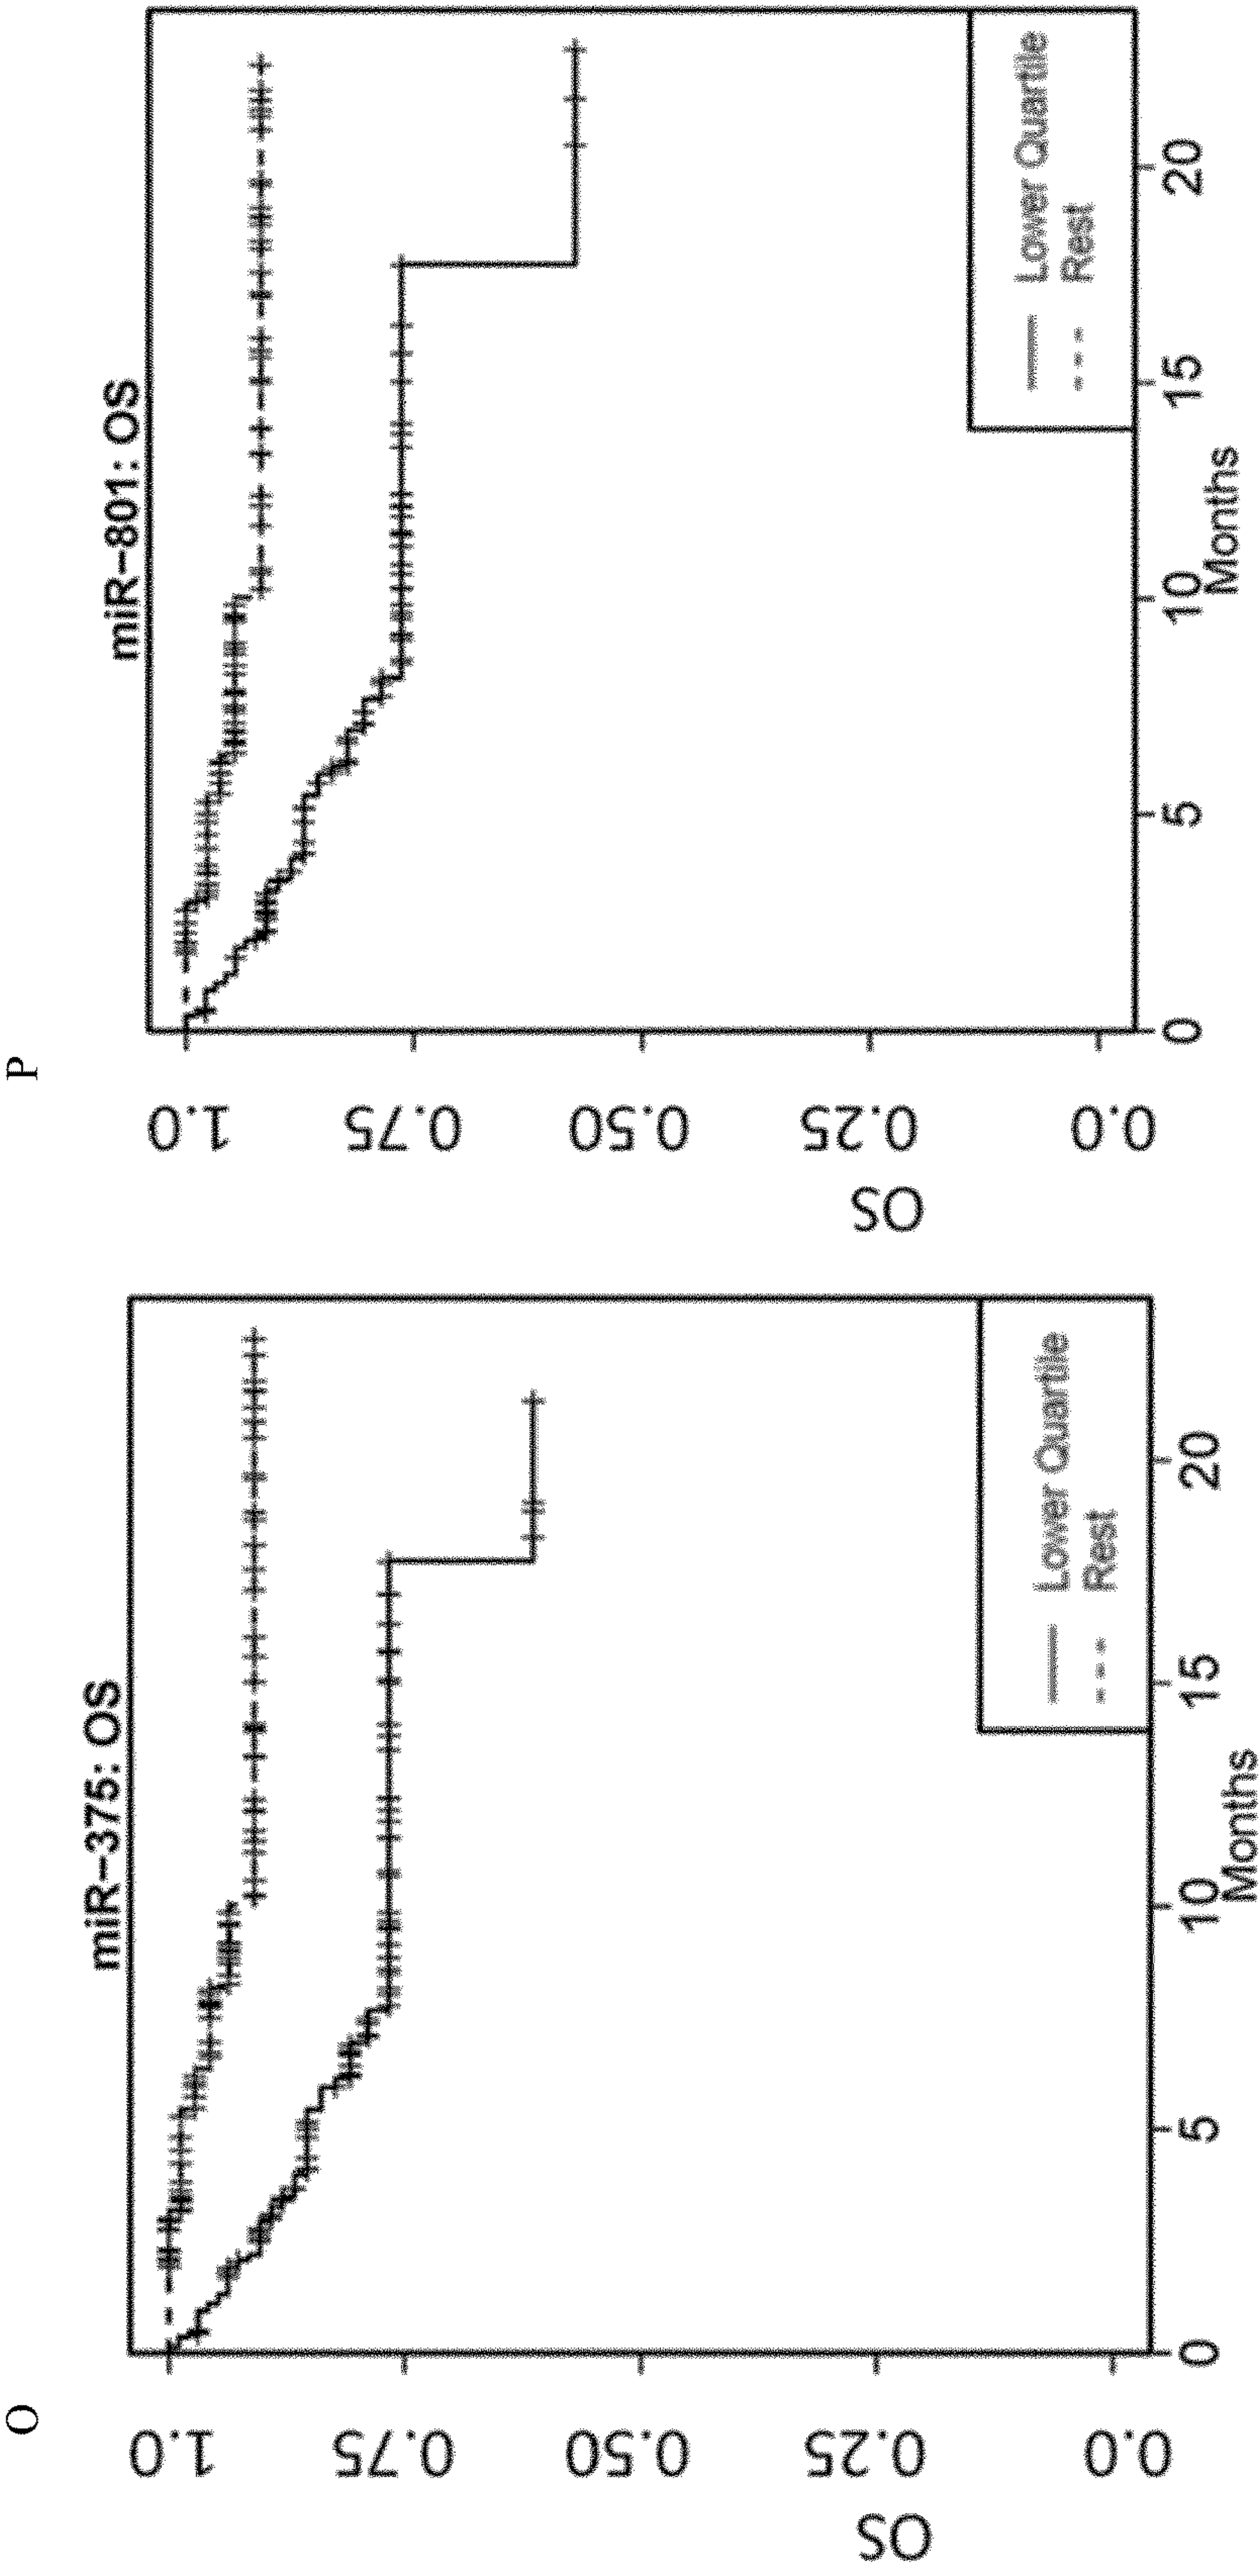 O
miR-375: OS
OS
1.0
0.75
0.50
0.25
0.0
0
5
10
15
20
Months
Lower Quartile
Rest
P
miR-801: OS
OS
1.0
0.75
0.50
0.25
0.0
0
5
10
15
20
Months
Lower Quartile
Rest